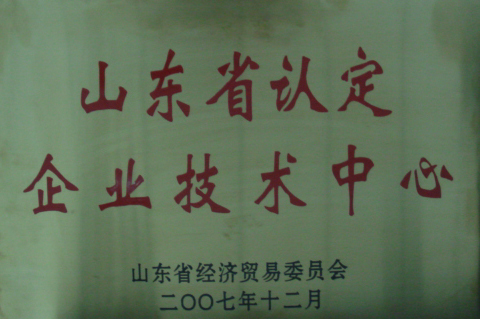 山东省认定
企业技术中心
山东省经济贸易委员会
二〇〇七年十二月